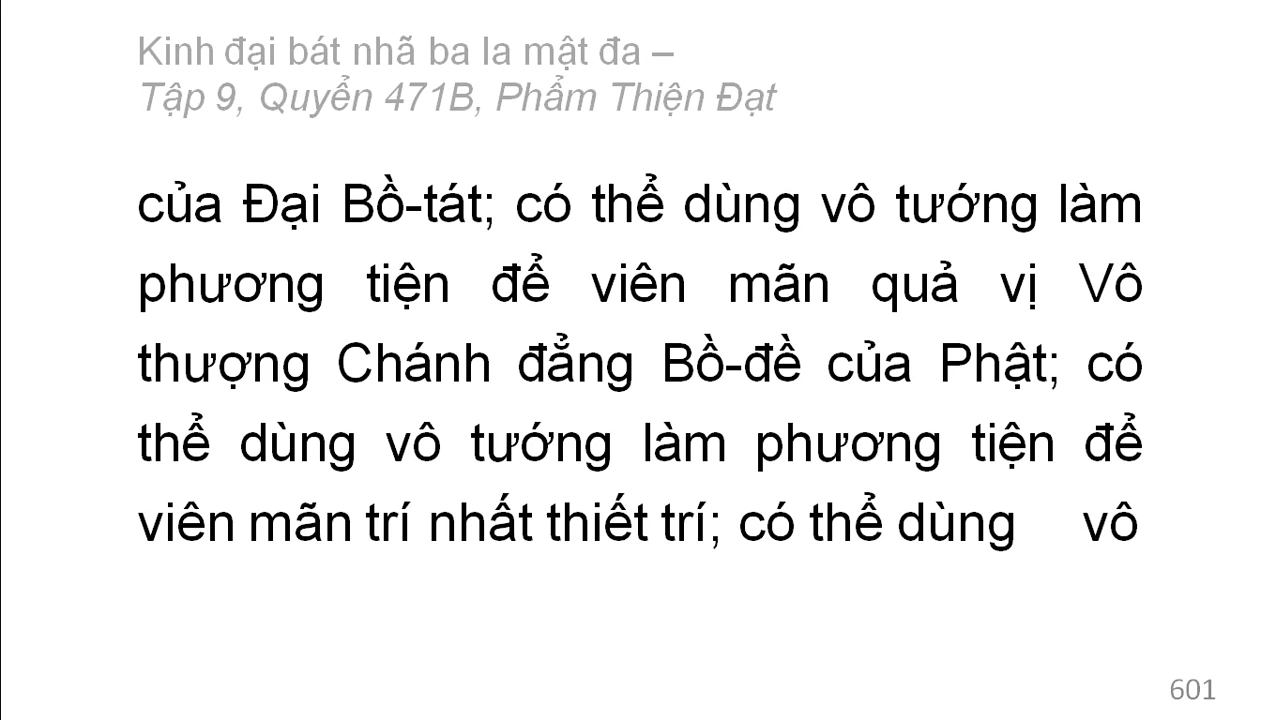 Kinh đại bát nhã ba la mật đa –
Tập 9, Quyển 471B, Phẩm Thiện Đạt
của Đại Bồ-tát; có thể dùng vô tướng làm
phương tiện để viên mãn quả vị Vô
thượng Chánh đẳng Bồ-đề của Phật; có
thể dùng vô tướng làm phương tiện để
viên mãn trí nhất thiết trí; có thể dùng vô
601